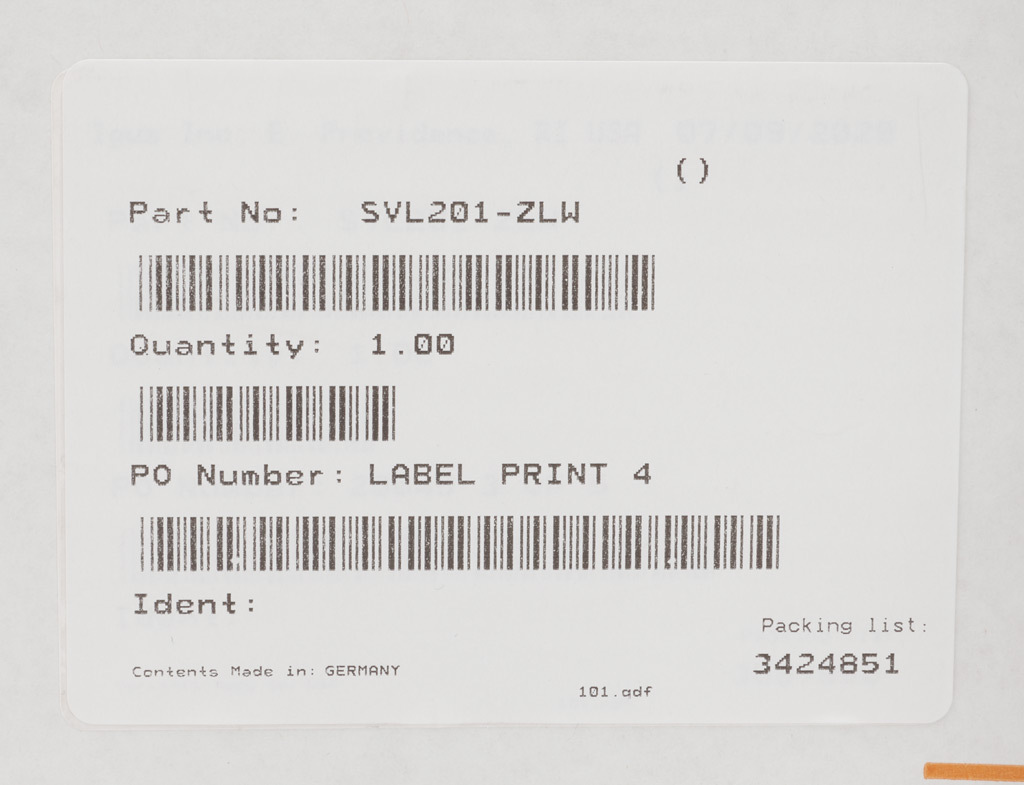 ()
Part No: SVL201-ZLW
Quantity: 1.00
PO Number: LABEL PRINT 4
Ident:
Packing list:
3424851
Contents Made in: GERMANY
101.adf